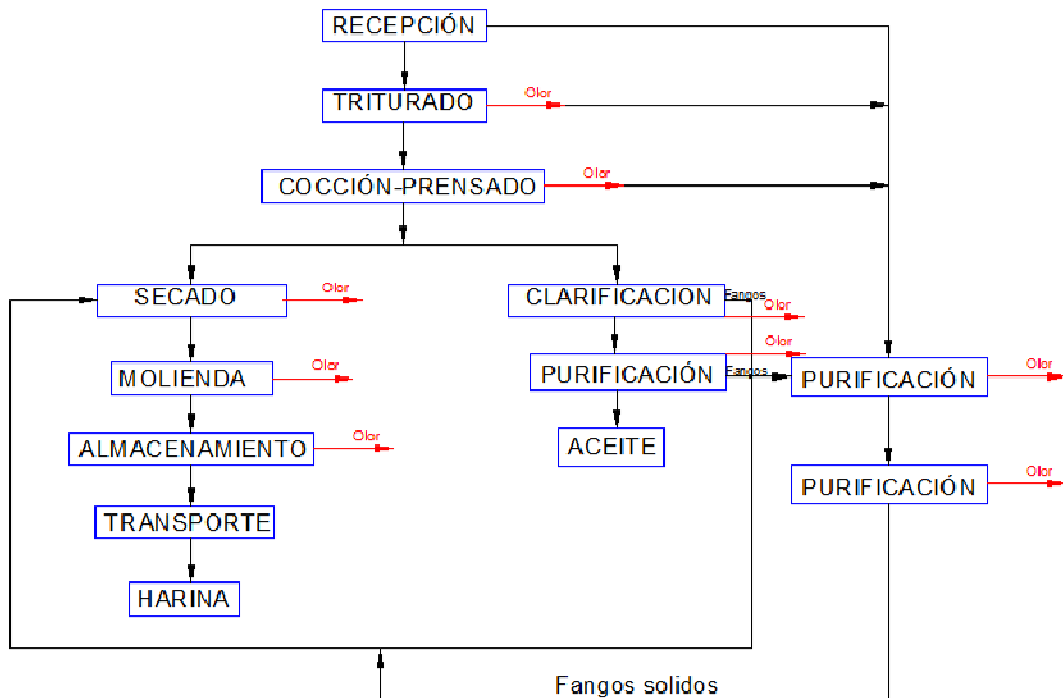 RECEPCIÓN
TRITURADO
Olor
COCCIÓN-PRENSADO
Olor
SECADO
Olor
CLARIFICACION
Fangos
Olor
MOLIENDA
Olor
PURIFICACIÓN
Olor
Fangos
PURIFICACIÓN
Olor
ALMACENAMIENTO
Olor
ACEITE
PURIFICACIÓN
Olor
TRANSPORTE
HARINA
Fangos solidos